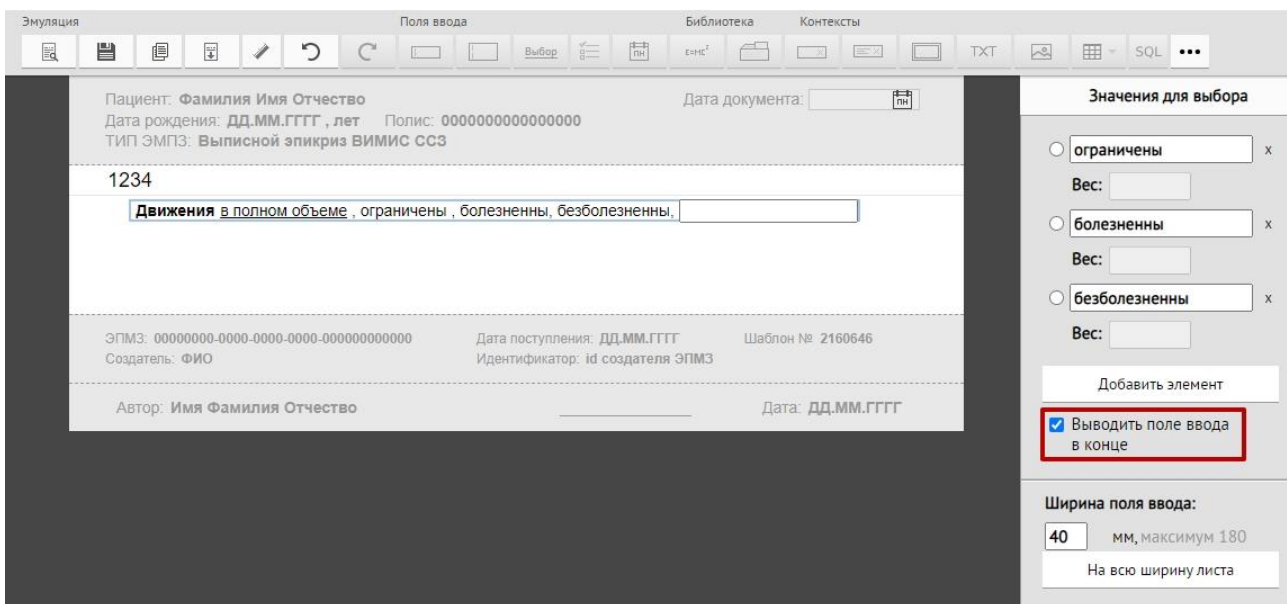 Эмуляция Поля ввода Библиотека Контексты
Выбор ПН E=MC² TXT SQL •••
Пациент: Фамилия Имя Отчество Дата документа: ПН
Дата рождения: ДД.ММ.ГГГГ , лет Полис: 0000000000000000
ТИП ЭМПЗ: Выписной эпикриз ВИМИС ССЗ
1234
Движения в полном объеме , ограничены , болезненны, безболезненны,
ЭПМЗ: 00000000-0000-0000-0000-000000000000 Дата поступления: ДД.ММ.ГГГГ Шаблон № 2160646
Создатель: ФИО Идентификатор: id создателя ЭПМЗ
Автор: Имя Фамилия Отчество Дата: ДД.ММ.ГГГГ
Значения для выбора
ограничены x
Вес:
болезненны x
Вес:
безболезненны x
Вес:
Добавить элемент
Выводить поле ввода
в конце
Ширина поля ввода:
40 мм, максимум 180
На всю ширину листа